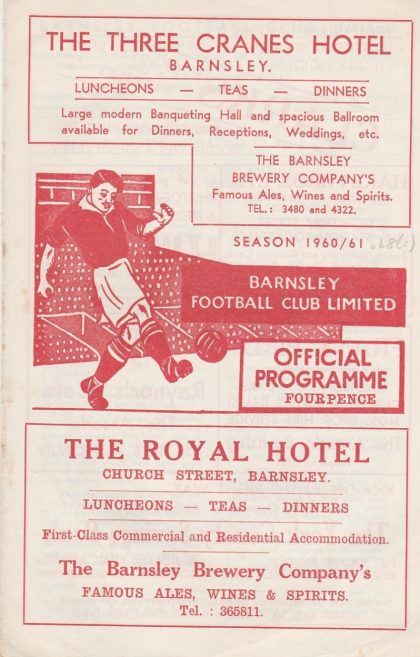 THE THREE CRANES HOTEL
BARNSLEY.
LUNCHEONS — TEAS — DINNERS
Large modern Banqueting Hall and spacious Ballroom
available for Dinners, Receptions, Weddings, etc.
THE BARNSLEY
BREWERY COMPANY'S
Famous Ales, Wines and Spirits.
TEL. : 3480 and 4322.
SEASON 1960/61
BARNSLEY
FOOTBALL CLUB LIMITED
OFFICIAL
PROGRAMME
FOURPENCE
THE ROYAL HOTEL
CHURCH STREET, BARNSLEY.
LUNCHEONS — TEAS — DINNERS
First-Class Commercial and Residential Accommodation.
The Barnsley Brewery Company's
FAMOUS ALES, WINES & SPIRITS.
Tel. : 365811.